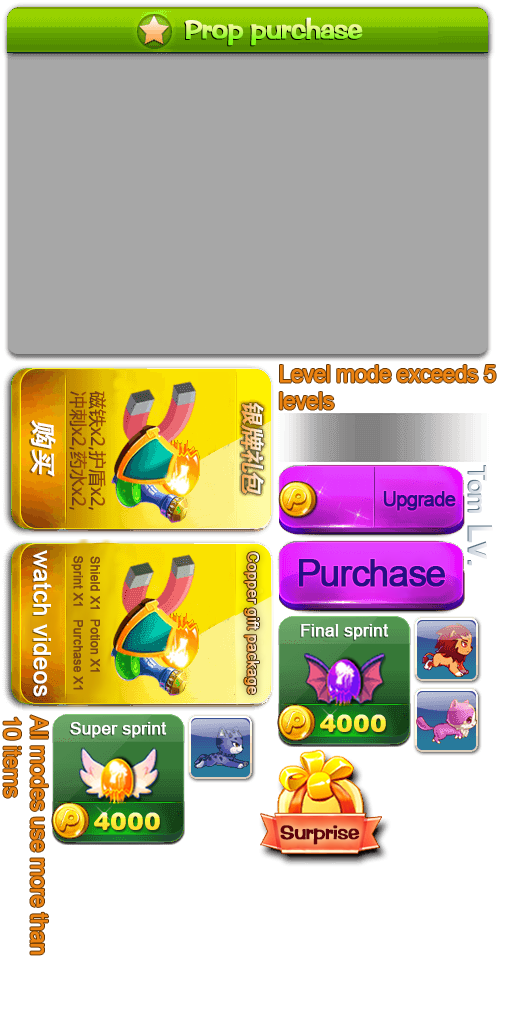 Prop purchase
Level mode exceeds 5
levels
银牌礼包
磁铁x2,护盾x2,
冲刺x2,药水x2,
购买
Upgrade
Tom Lv.
Purchase
Copper gift package
Shield X1 Potion X1
Sprint X1 Purchase X1
watch videos
Final sprint
4000
Super sprint
4000
Surprise
All modes use more than
10 items